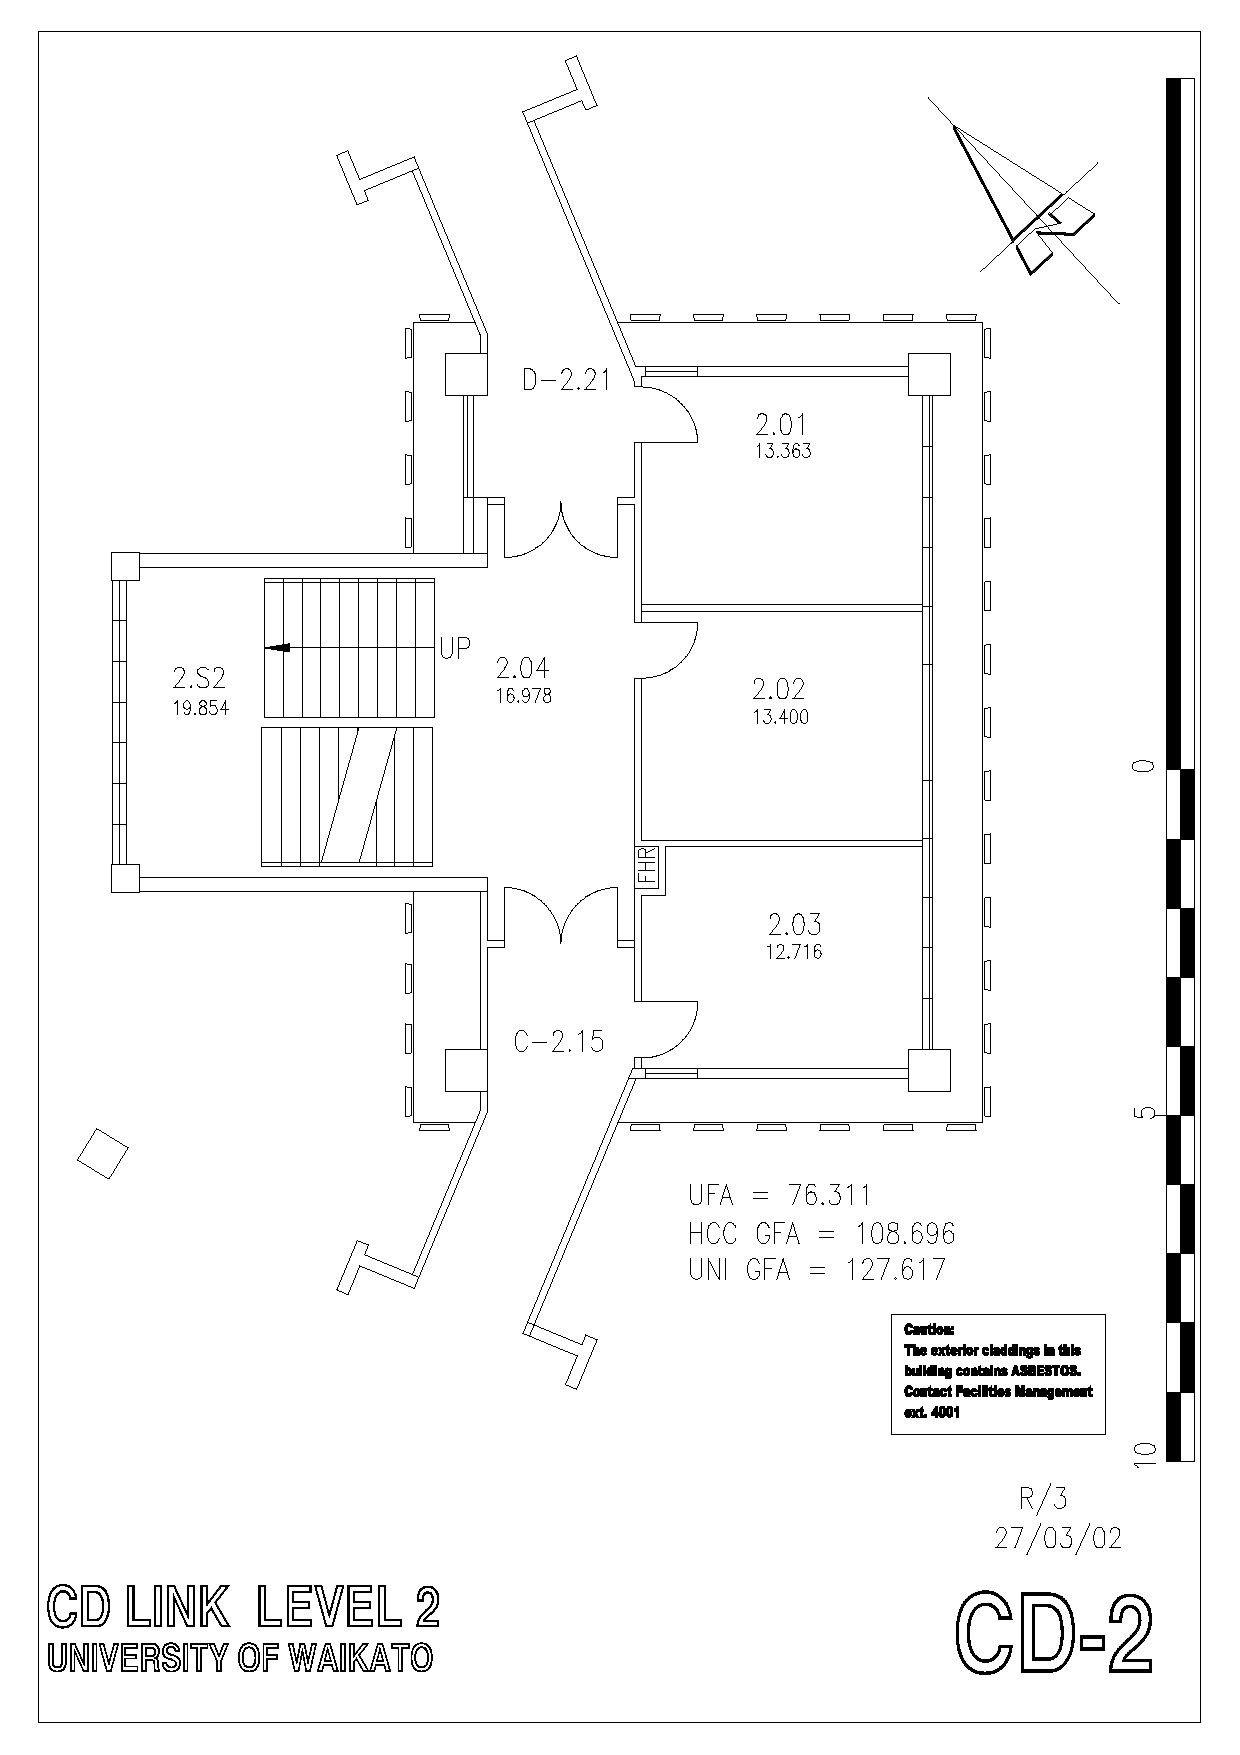 D-2.21
2.01
13.363
UP
2.04
16.978
2.S2
19.854
2.02
13.400
0
FHR
2.03
12.716
C-2.15
5
UFA = 76.311
HCC GFA = 108.696
UNI GFA = 127.617
Caution:
The exterior claddings in this
building contains ASBESTOS.
Contact Facilities Management
ext. 4001
10
R/3
27/03/02
CD LINK LEVEL 2
UNIVERSITY OF WAIKATO
CD-2